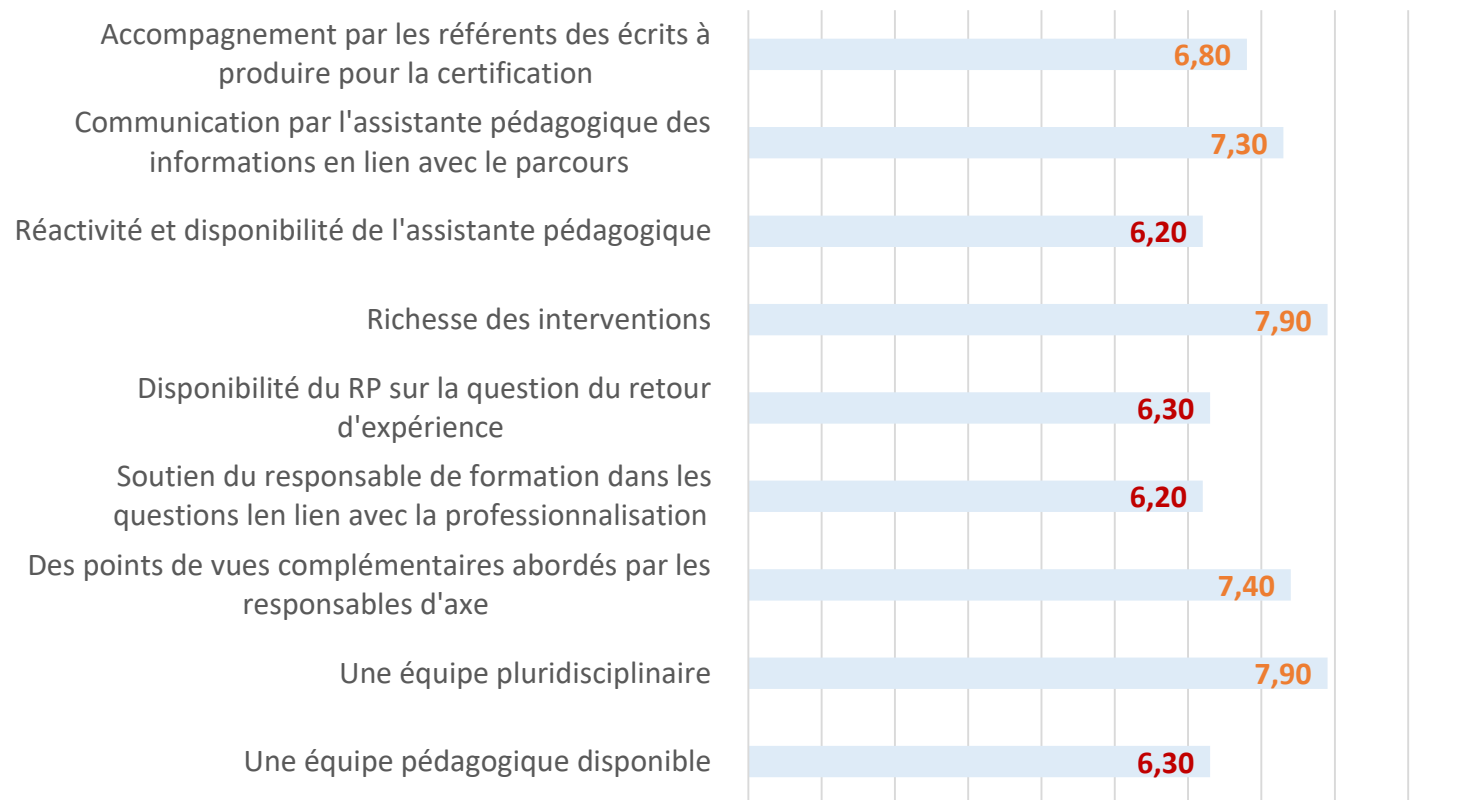 Accompagnement par les référents des écrits à
produire pour la certification
6,80
Communication par l'assistante pédagogique des
informations en lien avec le parcours
7,30
Réactivité et disponibilité de l'assistante pédagogique
6,20
Richesse des interventions
7,90
Disponibilité du RP sur la question du retour
d'expérience
6,30
Soutien du responsable de formation dans les
questions len lien avec la professionnalisation
6,20
Des points de vues complémentaires abordés par les
responsables d'axe
7,40
Une équipe pluridisciplinaire
7,90
Une équipe pédagogique disponible
6,30